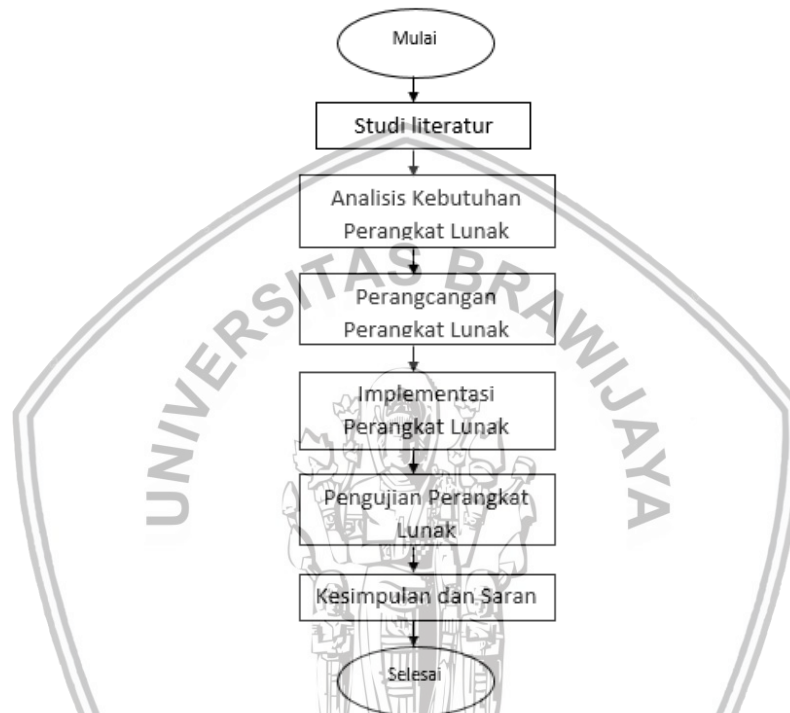 Mulai
Studi literatur
Analisis Kebutuhan
Perangkat Lunak
UNIVERSITAS BRAWIJAYA
Perangcangan
Perangkat Lunak
Implementasi
Perangkat Lunak
Pengujian Perangkat
Lunak
Kesimpulan dan Saran
Selesai